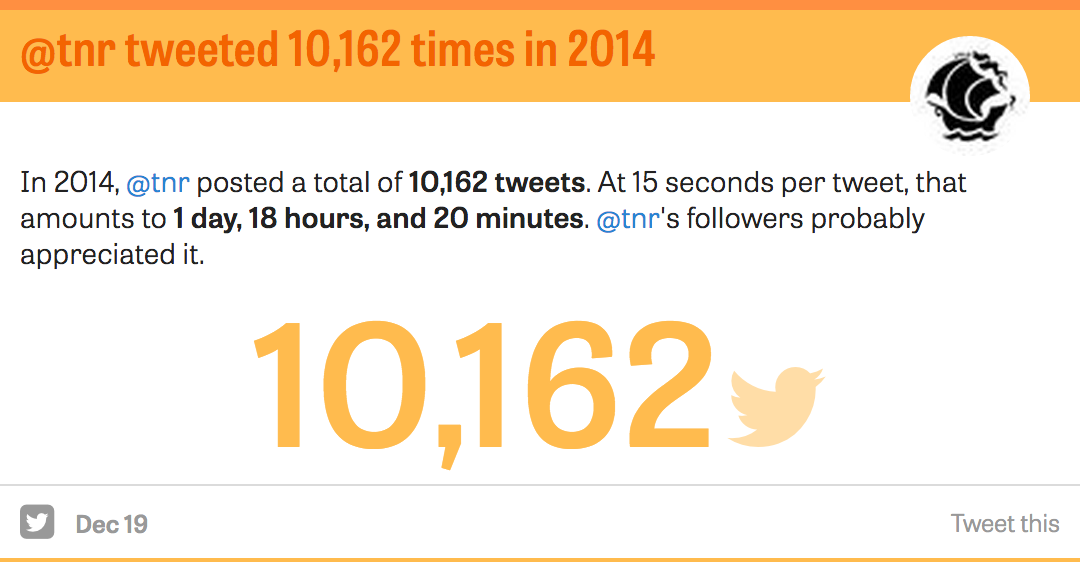 @tnr tweeted 10,162 times in 2014
In 2014, @tnr posted a total of 10,162 tweets. At 15 seconds per tweet, that
amounts to 1 day, 18 hours, and 20 minutes. @tnr's followers probably
appreciated it.
10,162
Dec 19
Tweet this